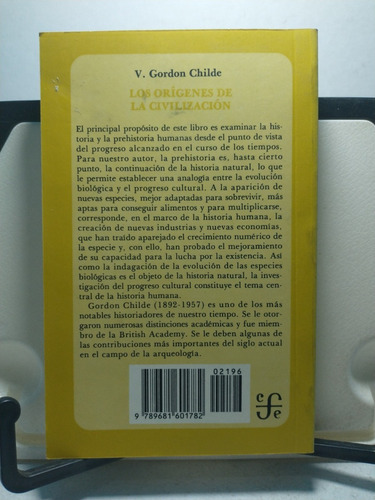 V. Gordon Childe
LOS ORÍGENES DE
LA CIVILIZACIÓN
El principal propósito de este libro es examinar la his-
toria y la prehistoria humanas desde el punto de vista
del progreso alcanzado en el curso de los tiempos.
Para nuestro autor, la prehistoria es, hasta cierto
punto, la continuación de la historia natural, lo que
le permite establecer una analogía entre la evolución
biológica y el progreso cultural. A la aparición de
nuevas especies, mejor adaptadas para sobrevivir, más
aptas para conseguir alimentos y para multiplicarse,
corresponde, en el marco de la historia humana, la
creación de nuevas industrias y nuevas economías,
que han traído aparejado el crecimiento numérico de
la especie y, con ello, han probado el mejoramiento
de su capacidad para la lucha por la existencia. Así
como la indagación de la evolución de las especies
biológicas es el objeto de la historia natural, la inves-
tigación del progreso cultural constituye el tema cen-
tral de la historia humana.
Gordon Childe (1892-1957) es uno de los más
notables historiadores de nuestro tiempo. Se le otor-
garon numerosas distinciones académicas y fue miem-
bro de la British Academy. Se le deben algunas de
las contribuciones más importantes del siglo actual
en el campo de la arqueología.
02196
9 789681 601782
c f e